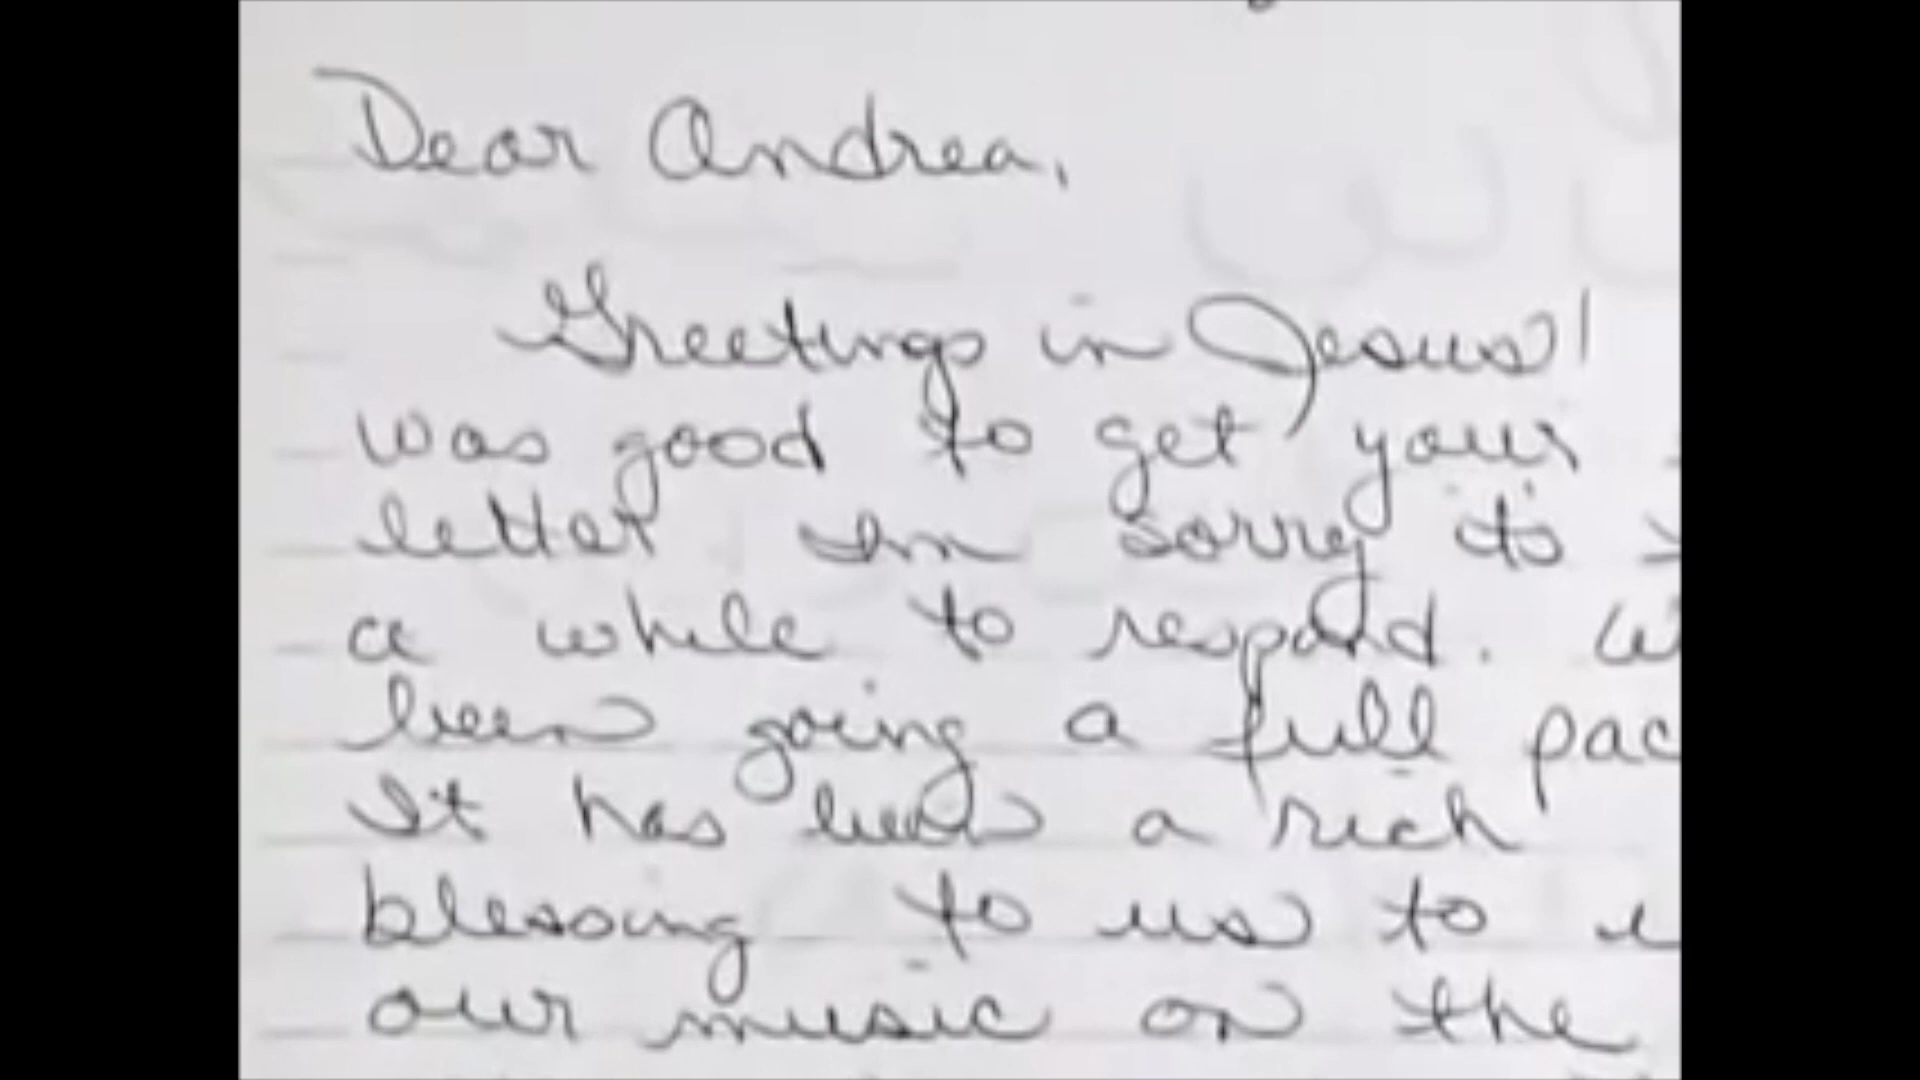 Dear Andrea,
Greetings in Jesus!
was good to get your
letter Im sorry to
a while to respond.
been going a full pac
It has been a rich
blessing to us to
our music on the